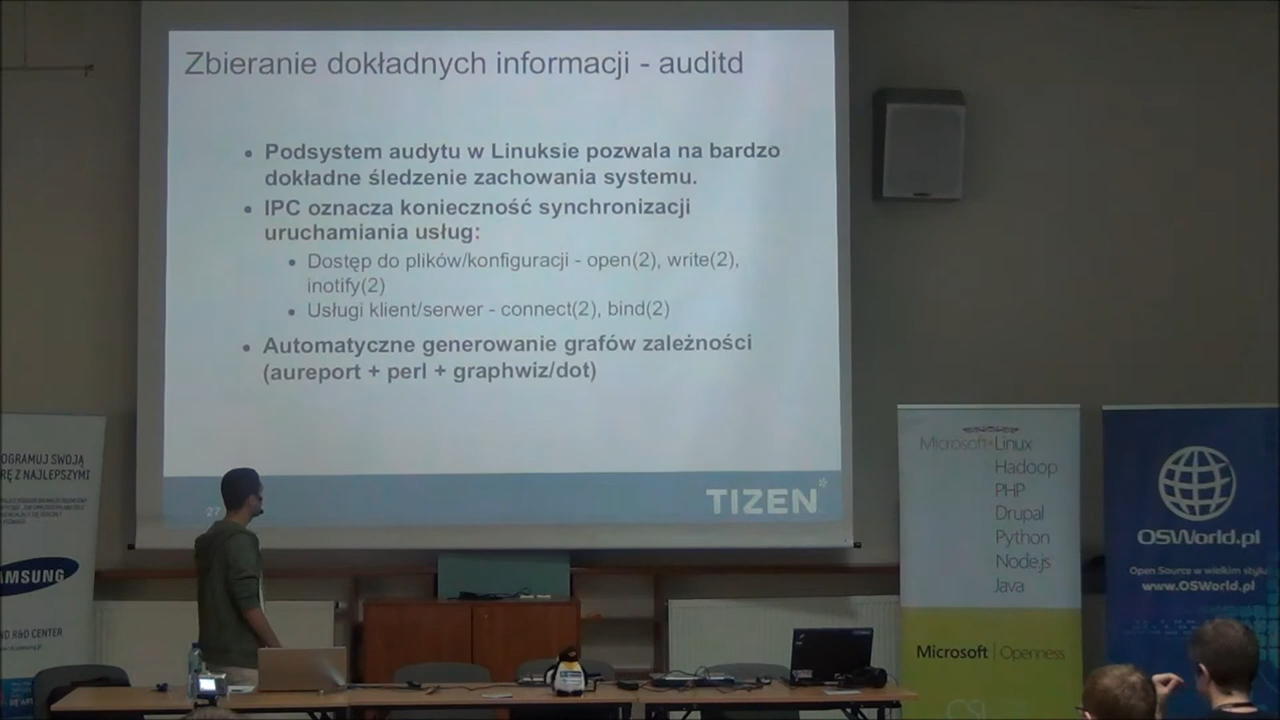 Zbieranie dokładnych informacji - auditd
• Podsystem audytu w Linuksie pozwala na bardzo
dokładne śledzenie zachowania systemu.
• IPC oznacza konieczność synchronizacji
uruchamiania usług:
• Dostęp do plików/konfiguracji - open(2), write(2),
inotify(2)
• Usługi klient/serwer - connect(2), bind(2)
• Automatyczne generowanie grafów zależności
(aureport + perl + graphwiz/dot)
27
TIZEN
OGRAMUJ SWOJĄ
RĘ Z NAJLEPSZYMI
AMSUNG
ND R&D CENTER
Microsoft
Linux
Hadoop
PHP
Drupal
Python
Node.js
Java
Microsoft | Openness
OSWorld.pl
Open Source w wielkim stylu
www.OSWorld.pl